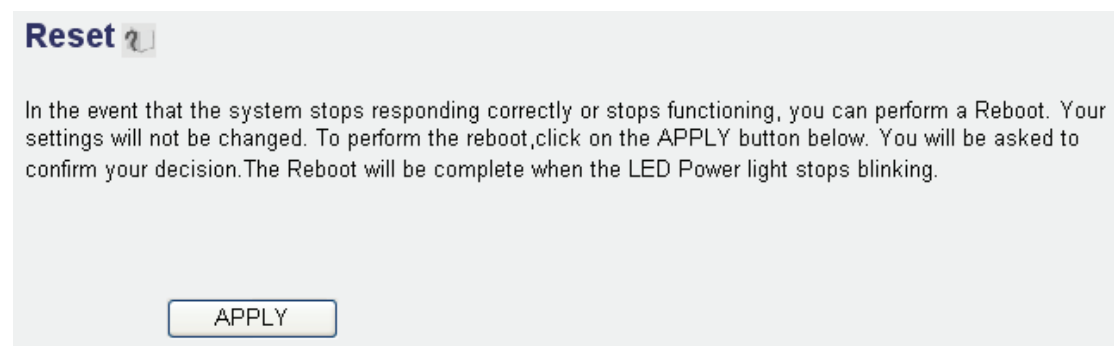 Reset
In the event that the system stops responding correctly or stops functioning, you can perform a Reboot. Your
settings will not be changed. To perform the reboot,click on the APPLY button below. You will be asked to
confirm your decision.The Reboot will be complete when the LED Power light stops blinking.
APPLY